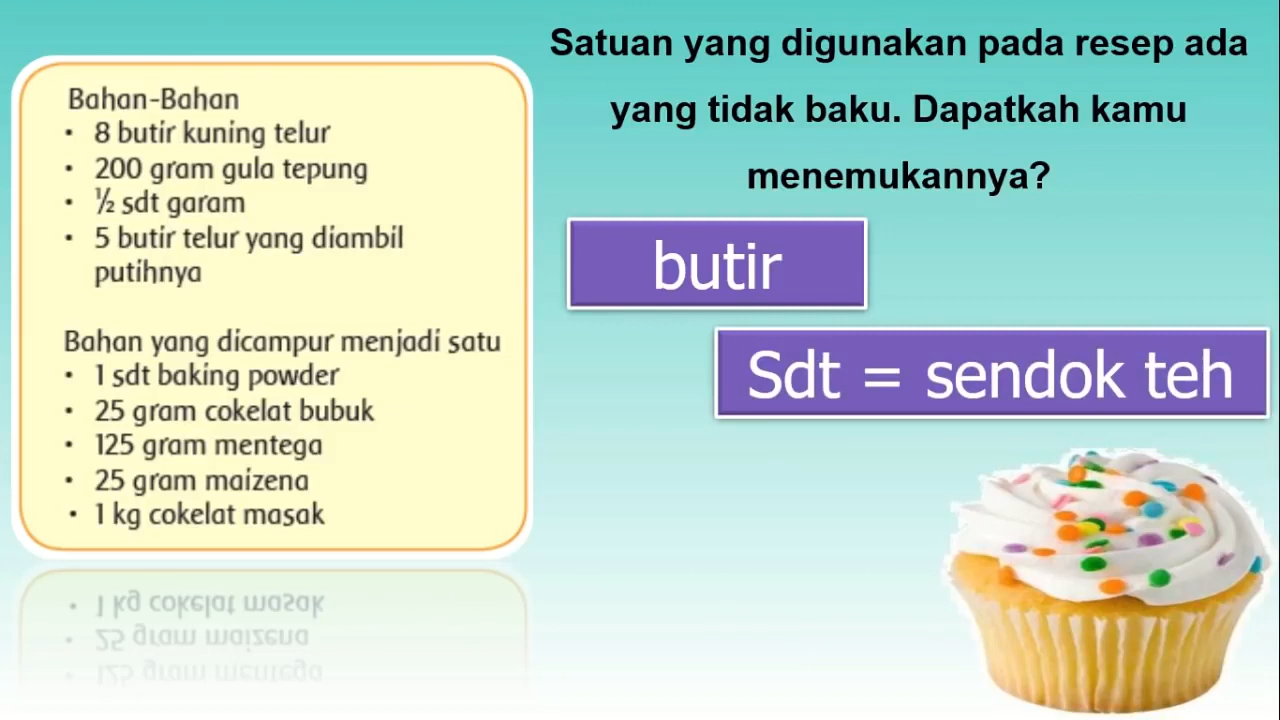 Satuan yang digunakan pada resep ada
yang tidak baku. Dapatkah kamu
menemukannya?
Bahan-Bahan
• 8 butir kuning telur
• 200 gram gula tepung
• ½ sdt garam
• 5 butir telur yang diambil
putihnya
Bahan yang dicampur menjadi satu
• 1 sdt baking powder
• 25 gram cokelat bubuk
• 125 gram mentega
• 25 gram maizena
• 1 kg cokelat masak
butir
Sdt = sendok teh